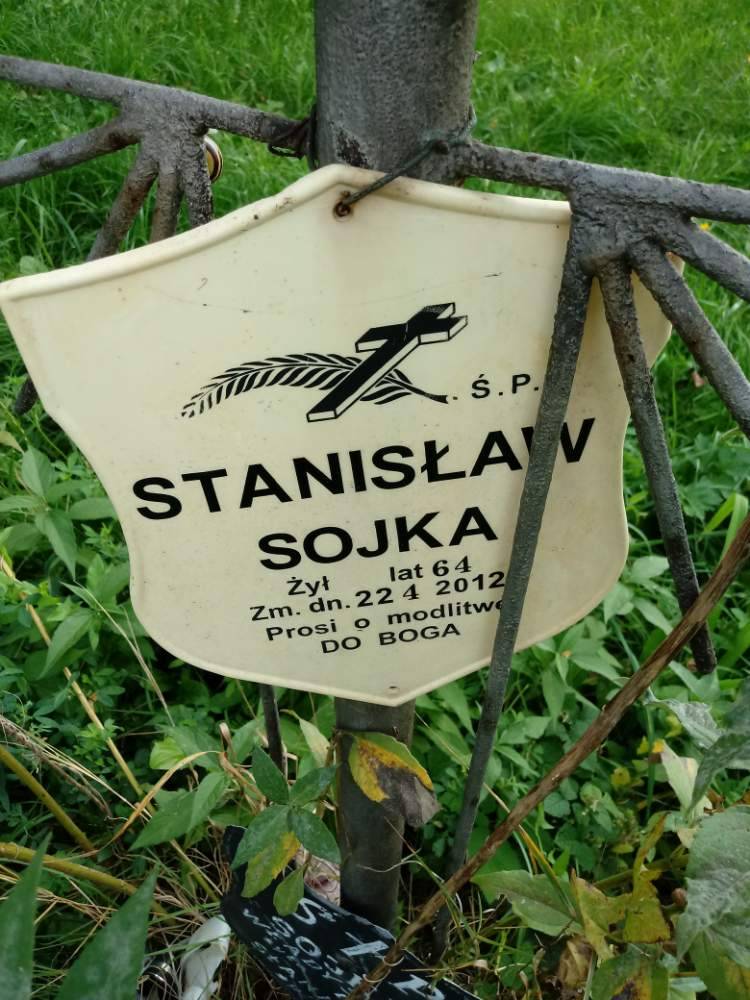 . Ś.P.
STANISŁAW
SOJKA
Żył lat 64
Zm. dn. 22 4 2012
Prosi o modlitwę
DO BOGA